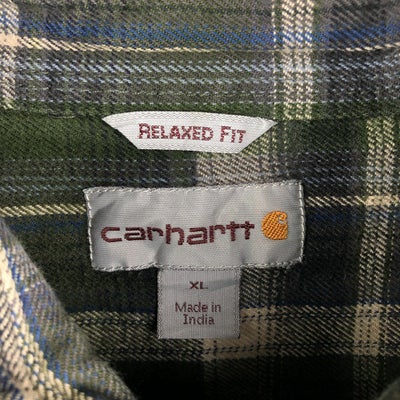 RELAXED FIT
carhartt
XL
Made in
India